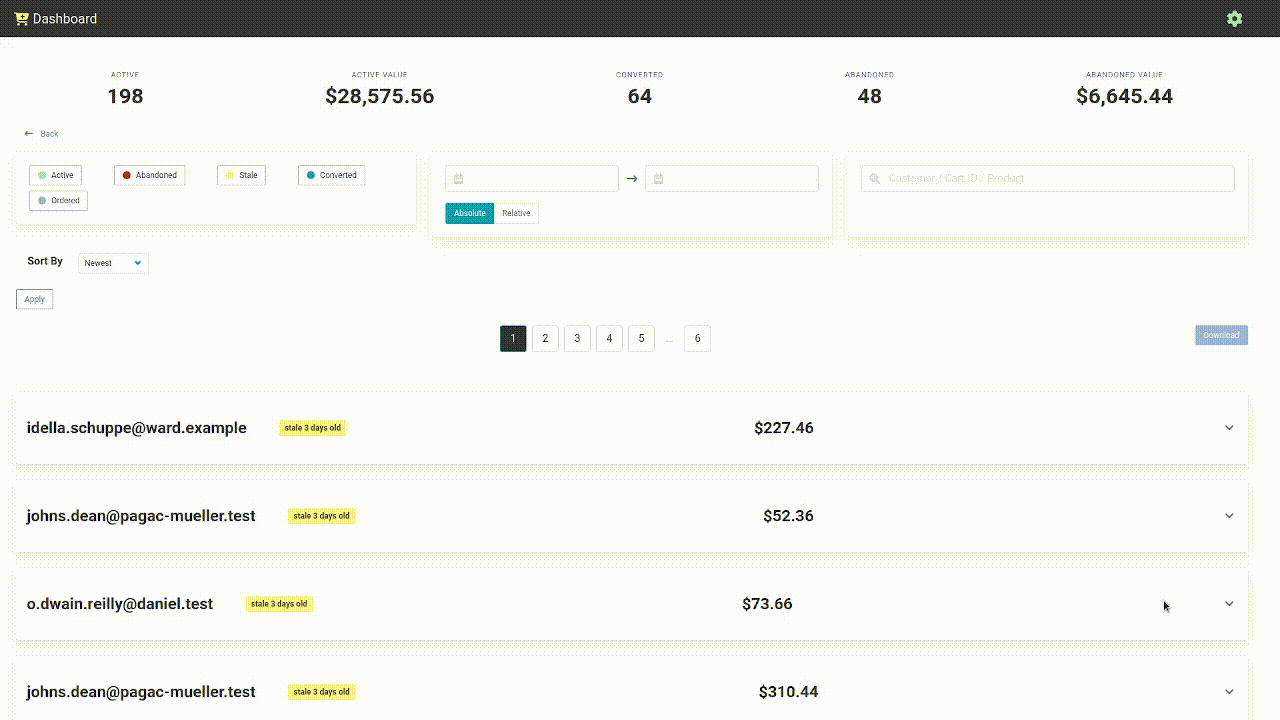 Dashboard
ACTIVE
198
ACTIVE VALUE
$28,575.56
CONVERTED
64
ABANDONED
48
ABANDONED VALUE
$6,645.44
Back
Active
Abandoned
Stale
Converted
Ordered
Absolute
Relative
Customer / Cart ID / Product
Sort By
Newest
Apply
1 2 3 4 5 ... 6
Download
idella.schuppe@ward.example
stale 3 days old
$227.46
johns.dean@pagac-mueller.test
stale 3 days old
$52.36
o.dwain.reilly@daniel.test
stale 3 days old
$73.66
johns.dean@pagac-mueller.test
stale 3 days old
$310.44